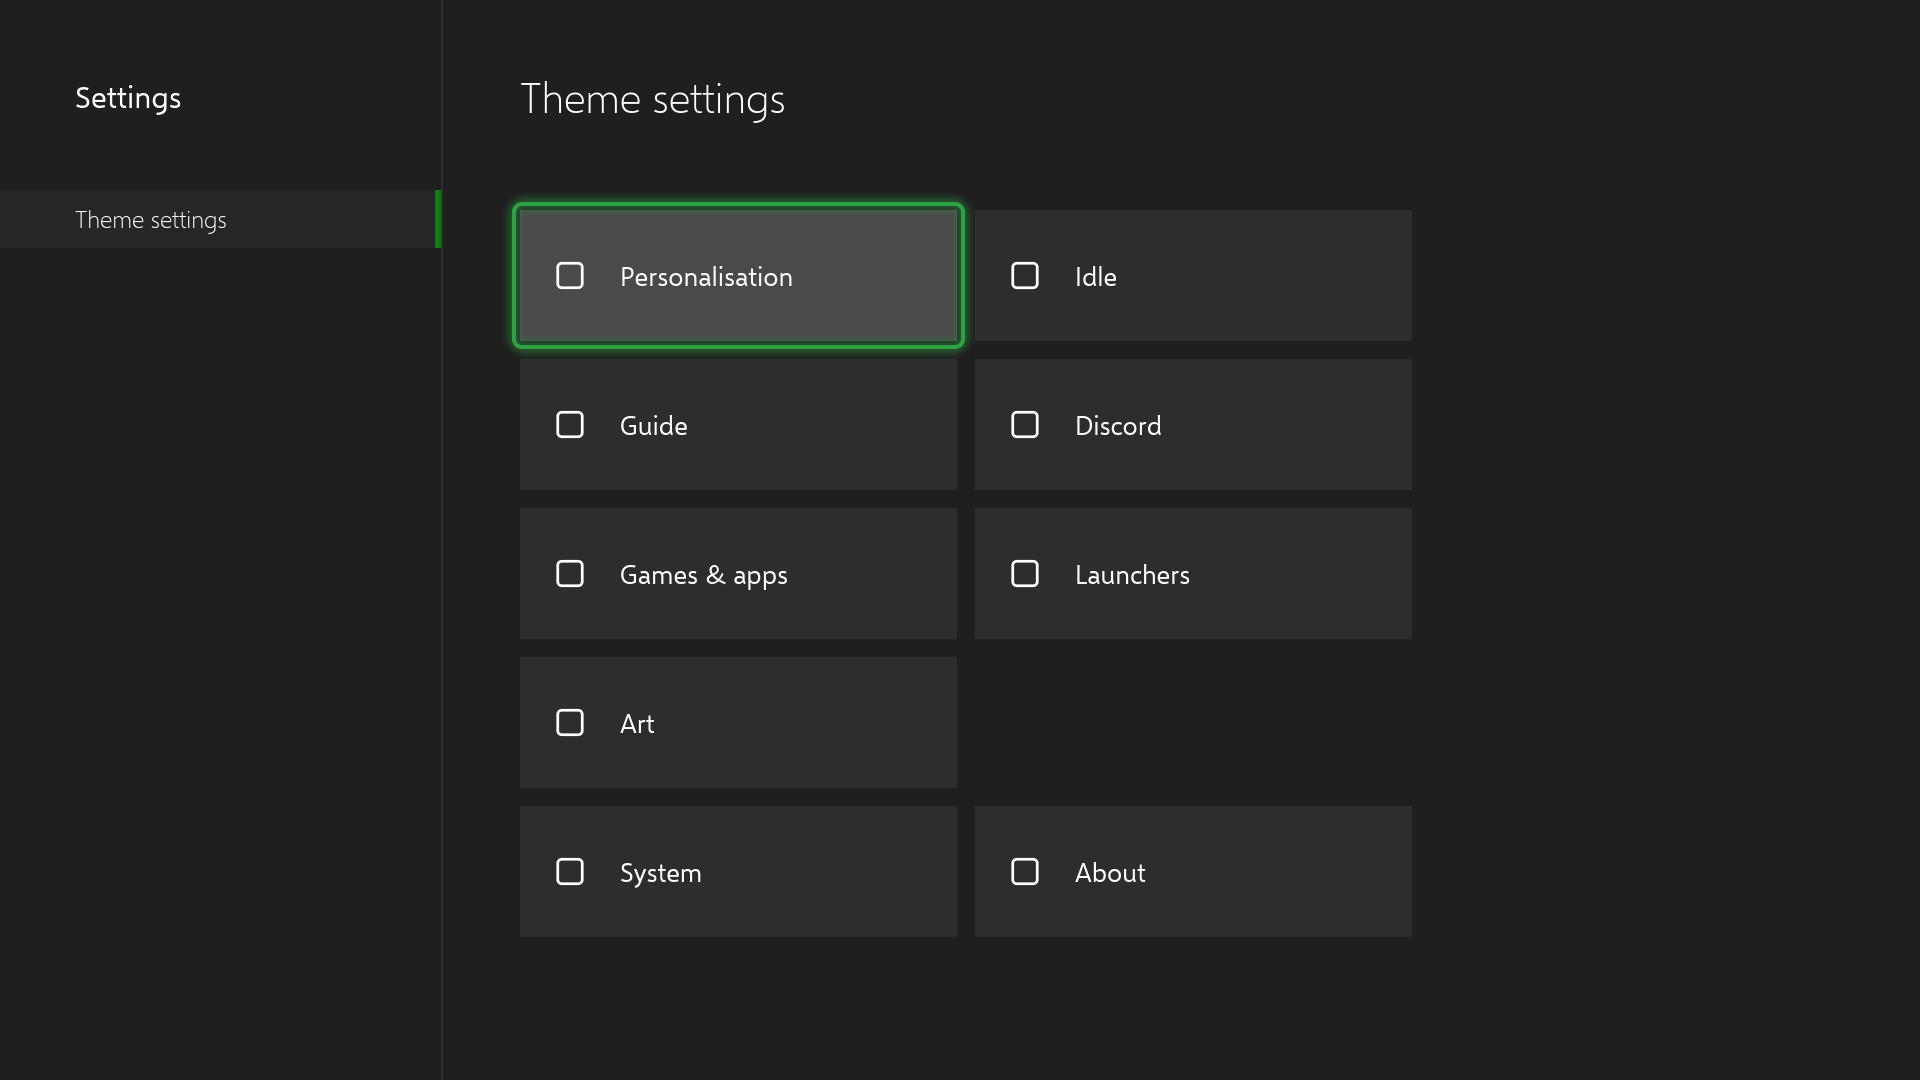 Settings
Theme settings
Theme settings
Personalisation
Idle
Guide
Discord
Games & apps
Launchers
Art
System
About